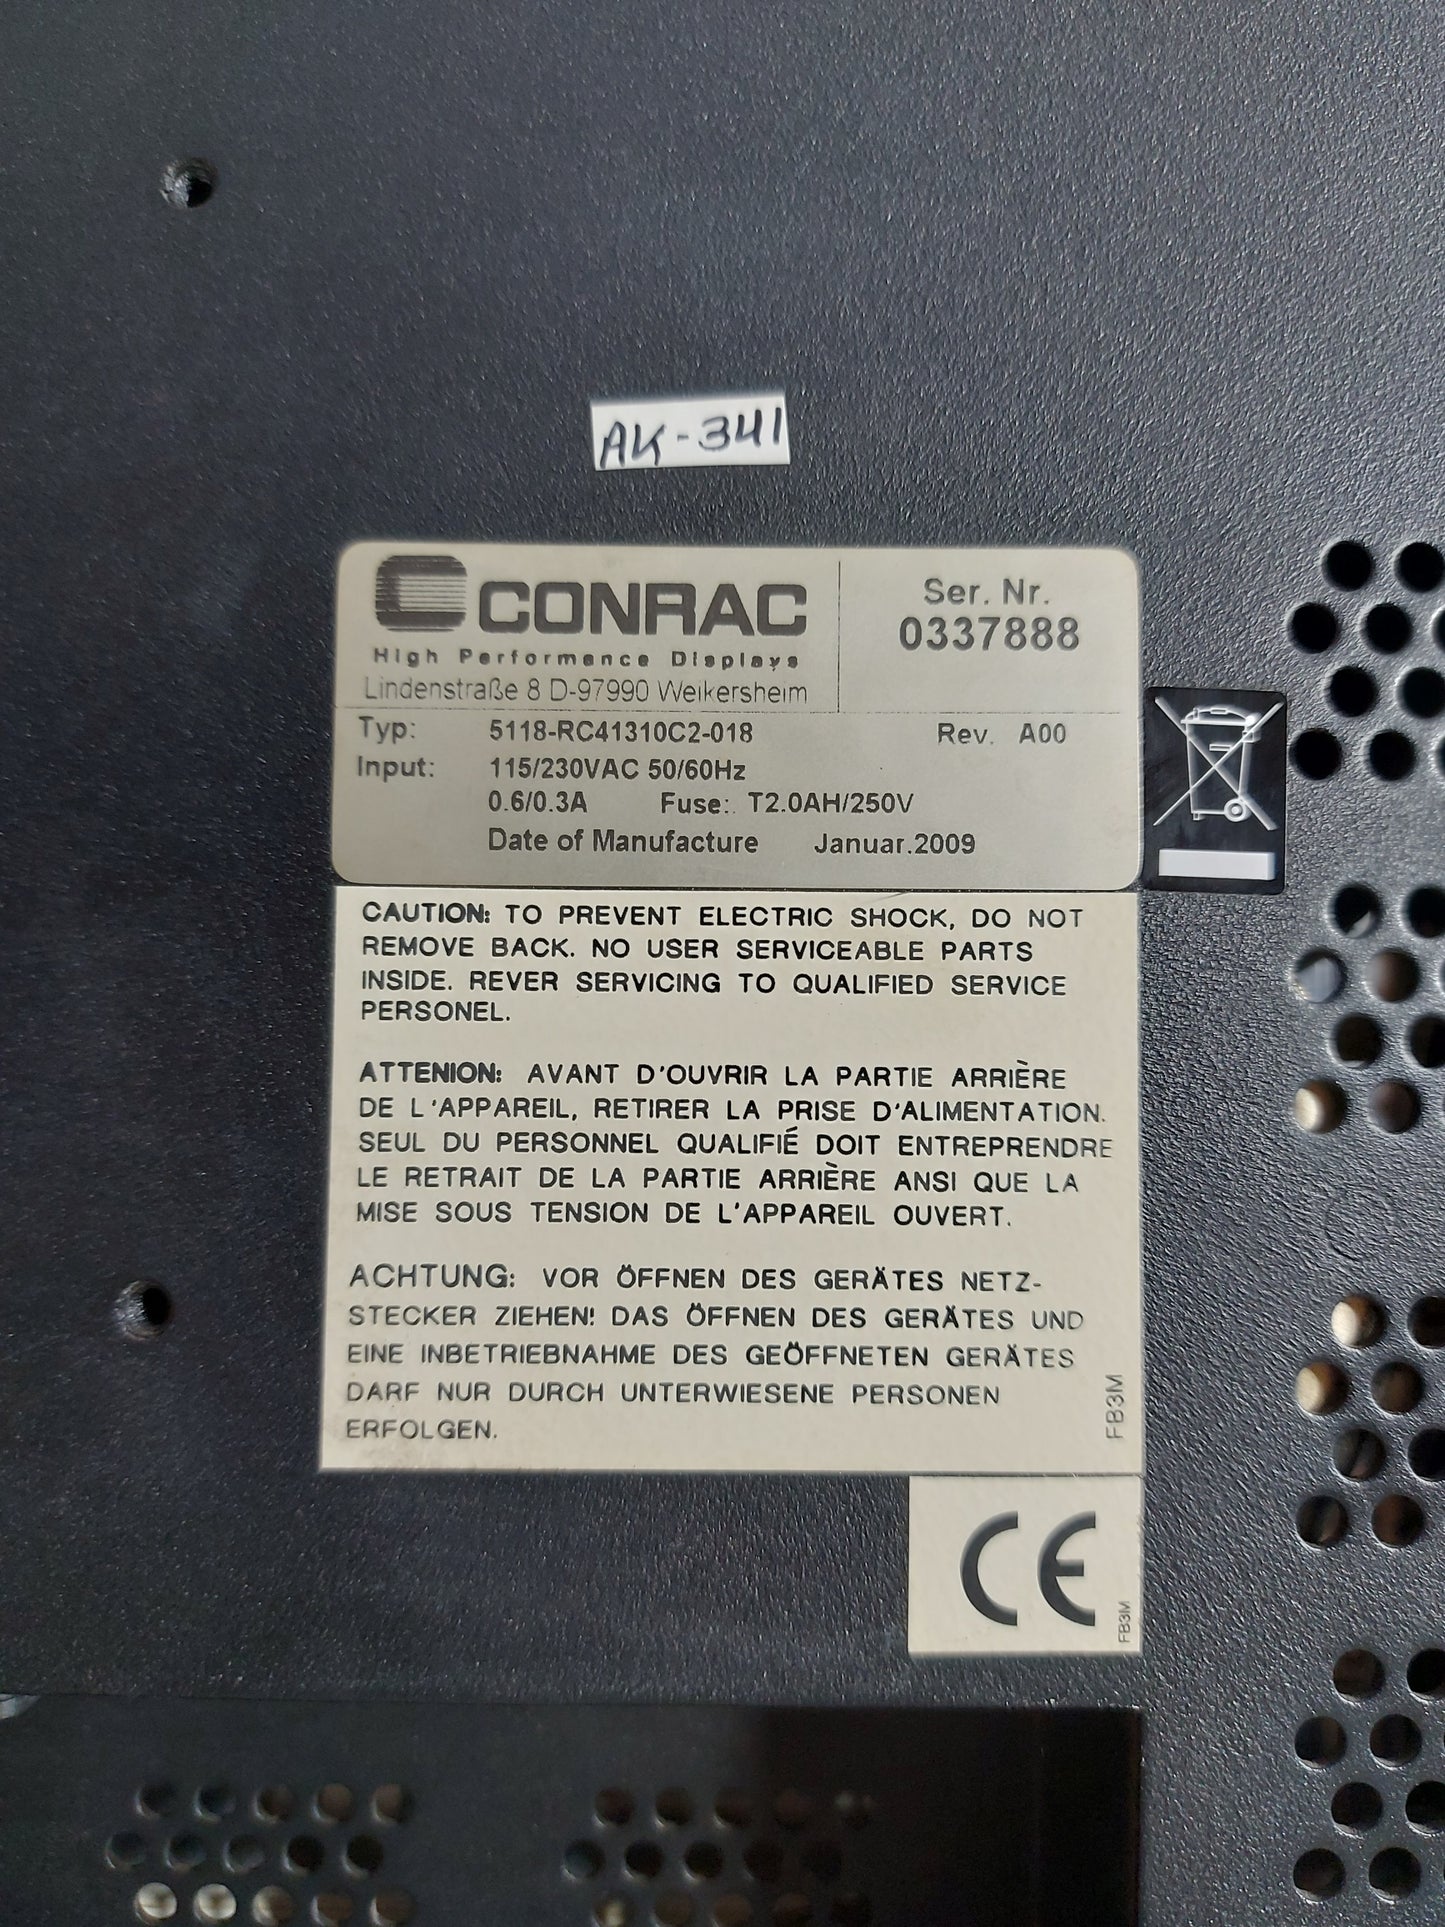 AK-341
CONRAC
High Performance Displays
Lindenstraße 8 D-97990 Weikersheim
Ser. Nr.
0337888
Typ: 5118-RC41310C2-018 Rev. A00
Input: 115/230VAC 50/60Hz
0.6/0.3A Fuse: T2.0AH/250V
Date of Manufacture Januar.2009
CAUTION: TO PREVENT ELECTRIC SHOCK, DO NOT
REMOVE BACK. NO USER SERVICEABLE PARTS
INSIDE. REVER SERVICING TO QUALIFIED SERVICE
PERSONEL.
ATTENION: AVANT D'OUVRIR LA PARTIE ARRIÈRE
DE L'APPAREIL, RETIRER LA PRISE D'ALIMENTATION.
SEUL DU PERSONNEL QUALIFIÉ DOIT ENTREPRENDRE
LE RETRAIT DE LA PARTIE ARRIÈRE ANSI QUE LA
MISE SOUS TENSION DE L'APPAREIL OUVERT.
ACHTUNG: VOR ÖFFNEN DES GERÄTES NETZ-
STECKER ZIEHEN! DAS ÖFFNEN DES GERÄTES UND
EINE INBETRIEBNAHME DES GEÖFFNETEN GERÄTES
DARF NUR DURCH UNTERWIESENE PERSONEN
ERFOLGEN.
FB3M
CE
FB3M